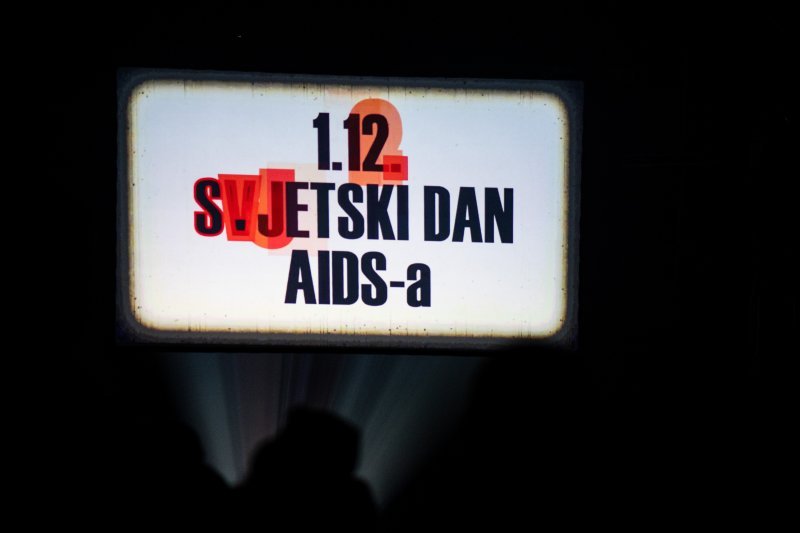 1.12.
SVJETSKI DAN
AIDS-a